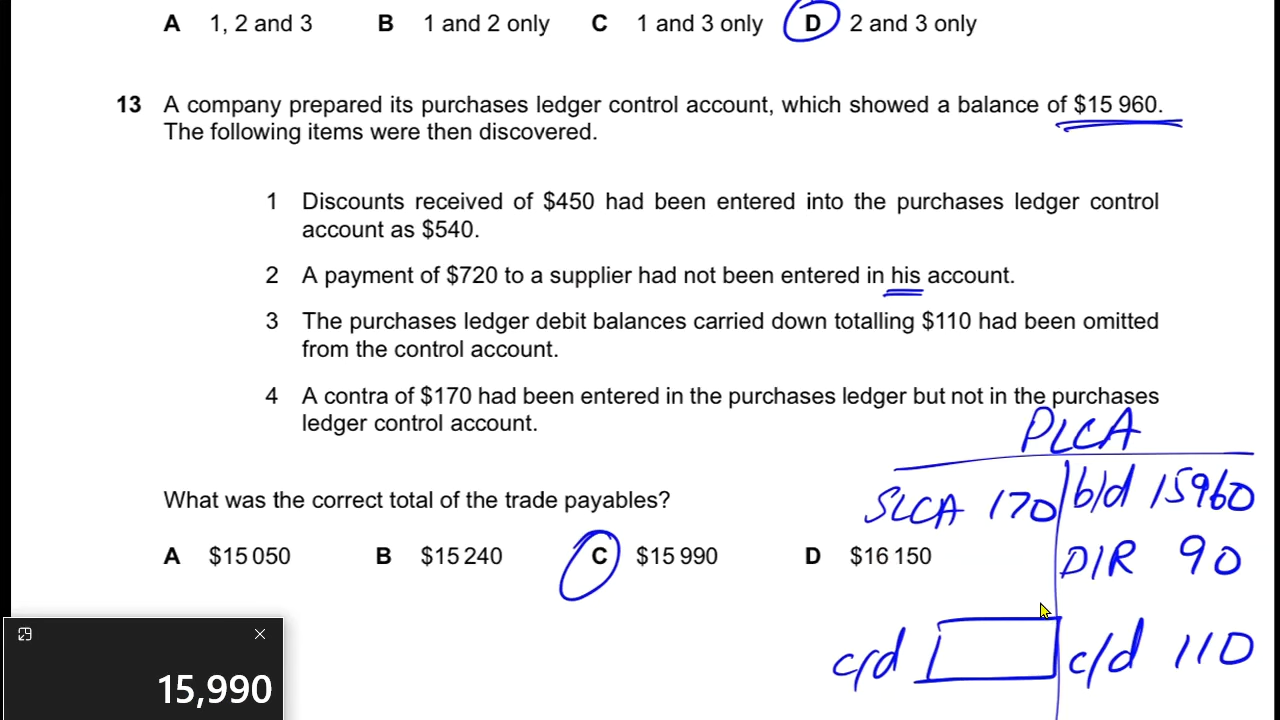 A 1, 2 and 3 B 1 and 2 only C 1 and 3 only D 2 and 3 only
13 A company prepared its purchases ledger control account, which showed a balance of $15 960.
The following items were then discovered.
1 Discounts received of $450 had been entered into the purchases ledger control
account as $540.
2 A payment of $720 to a supplier had not been entered in his account.
3 The purchases ledger debit balances carried down totalling $110 had been omitted
from the control account.
4 A contra of $170 had been entered in the purchases ledger but not in the purchases
ledger control account.
PLCA
SLCA 170 b/d 15960
What was the correct total of the trade payables?
A $15 050 B $15 240 C $15 990 D $16 150
D/R 90
c/d c/d 110
15,990